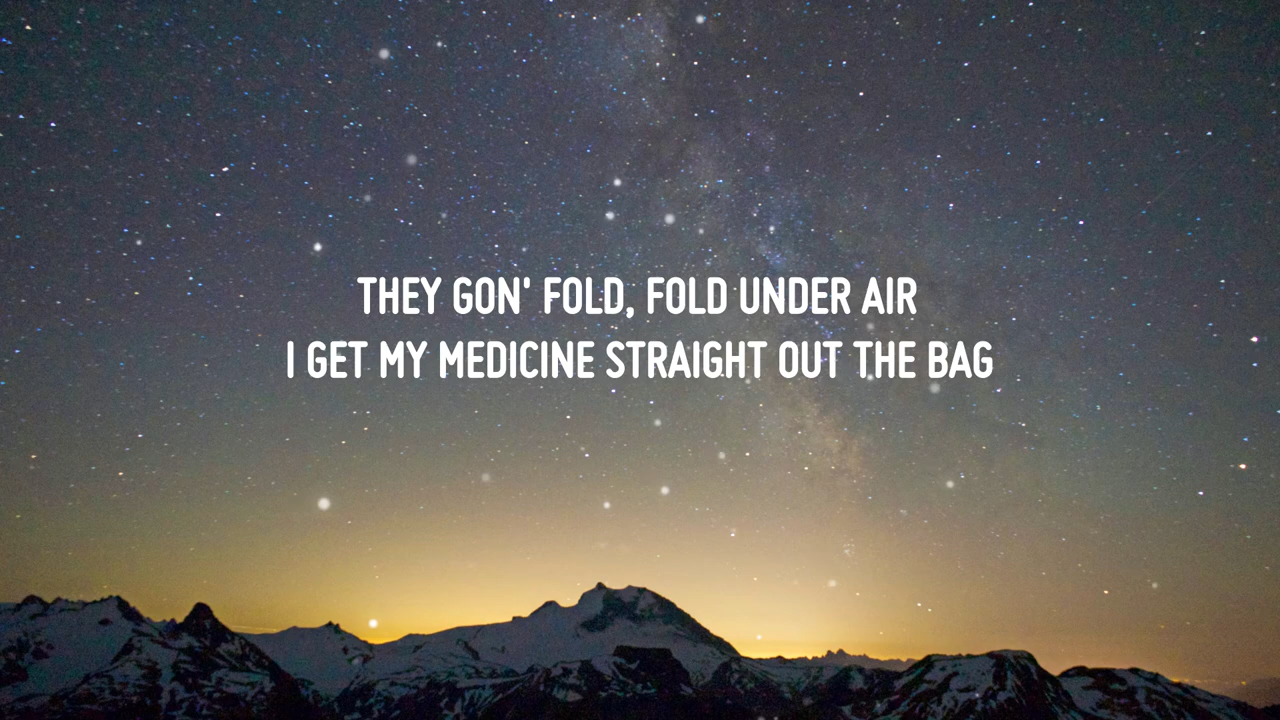 THEY GON' FOLD, FOLD UNDER AIR
I GET MY MEDICINE STRAIGHT OUT THE BAG